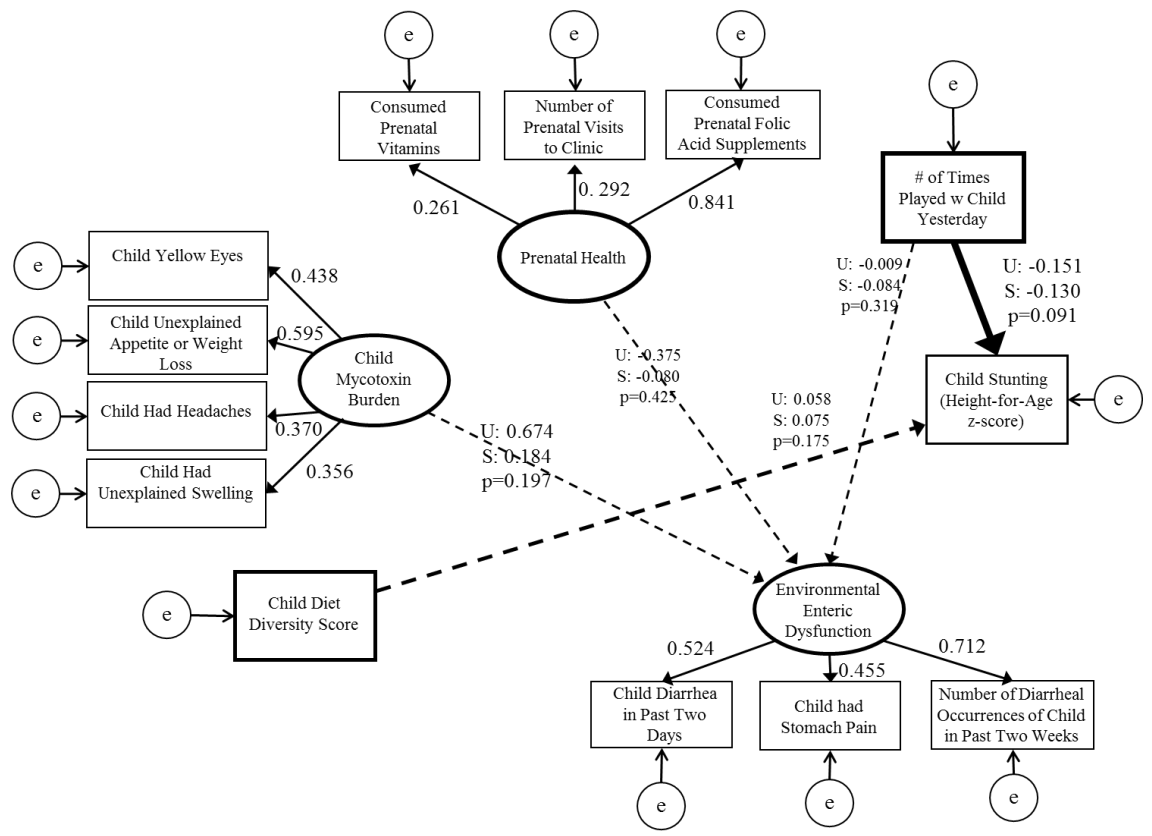 e
e
e
e
Consumed
Prenatal
Vitamins
Number of
Prenatal Visits
to Clinic
Consumed
Prenatal Folic
Acid Supplements
# of Times
Played w Child
Yesterday
0.261
0. 292
0.841
Prenatal Health
e
Child Yellow Eyes
0.438
U: -0.009
S: -0.084
p=0.319
U: -0.151
S: -0.130
p=0.091
e
Child Unexplained
Appetite or Weight
Loss
0.595
Child
Mycotoxin
Burden
U: -0.375
S: -0.080
p=0.425
Child Stunting
(Height-for-Age
z-score)
e
e
Child Had Headaches
0.370
U: 0.058
S: 0.075
p=0.175
e
Child Had
Unexplained Swelling
0.356
U: 0.674
S: 0.184
p=0.197
e
Child Diet
Diversity Score
Environmental
Enteric
Dysfunction
0.524
0.455
0.712
Child Diarrhea
in Past Two
Days
Child had
Stomach Pain
Number of Diarrheal
Occurrences of Child
in Past Two Weeks
e
e
e